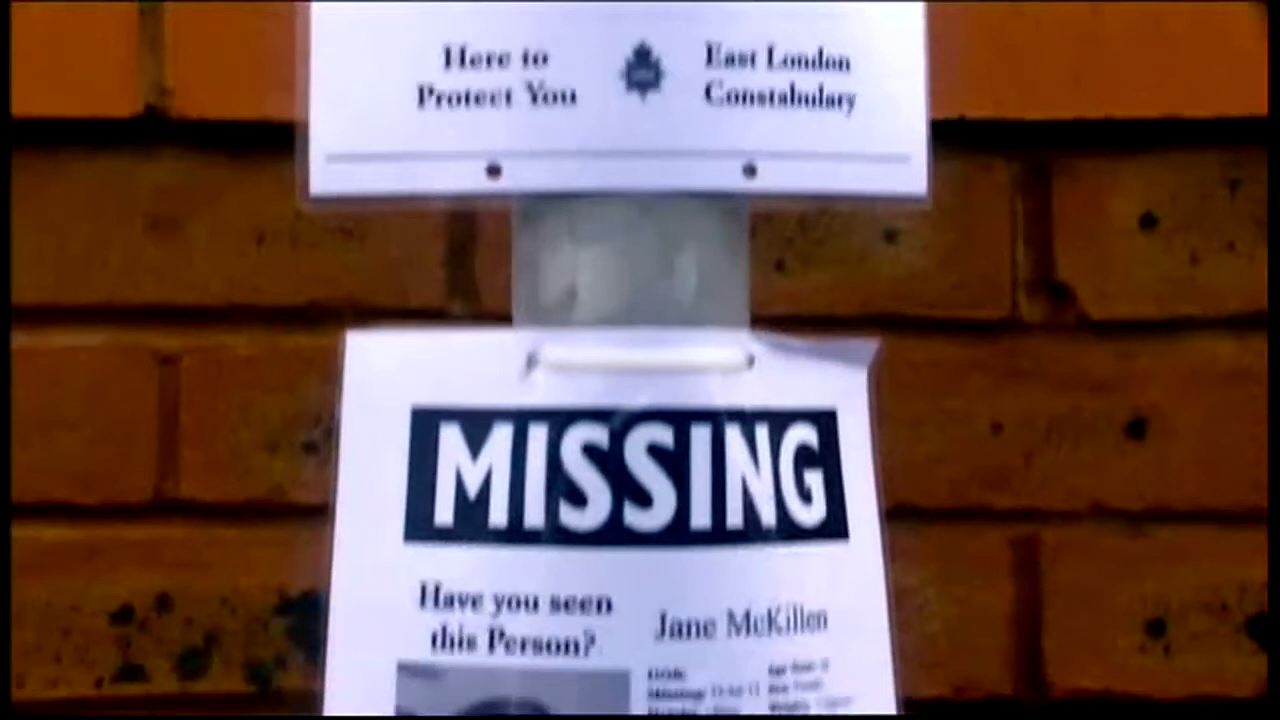 Here to
Protect You
East London
Constabulary
MISSING
Have you seen
this Person?
Jane McKillen